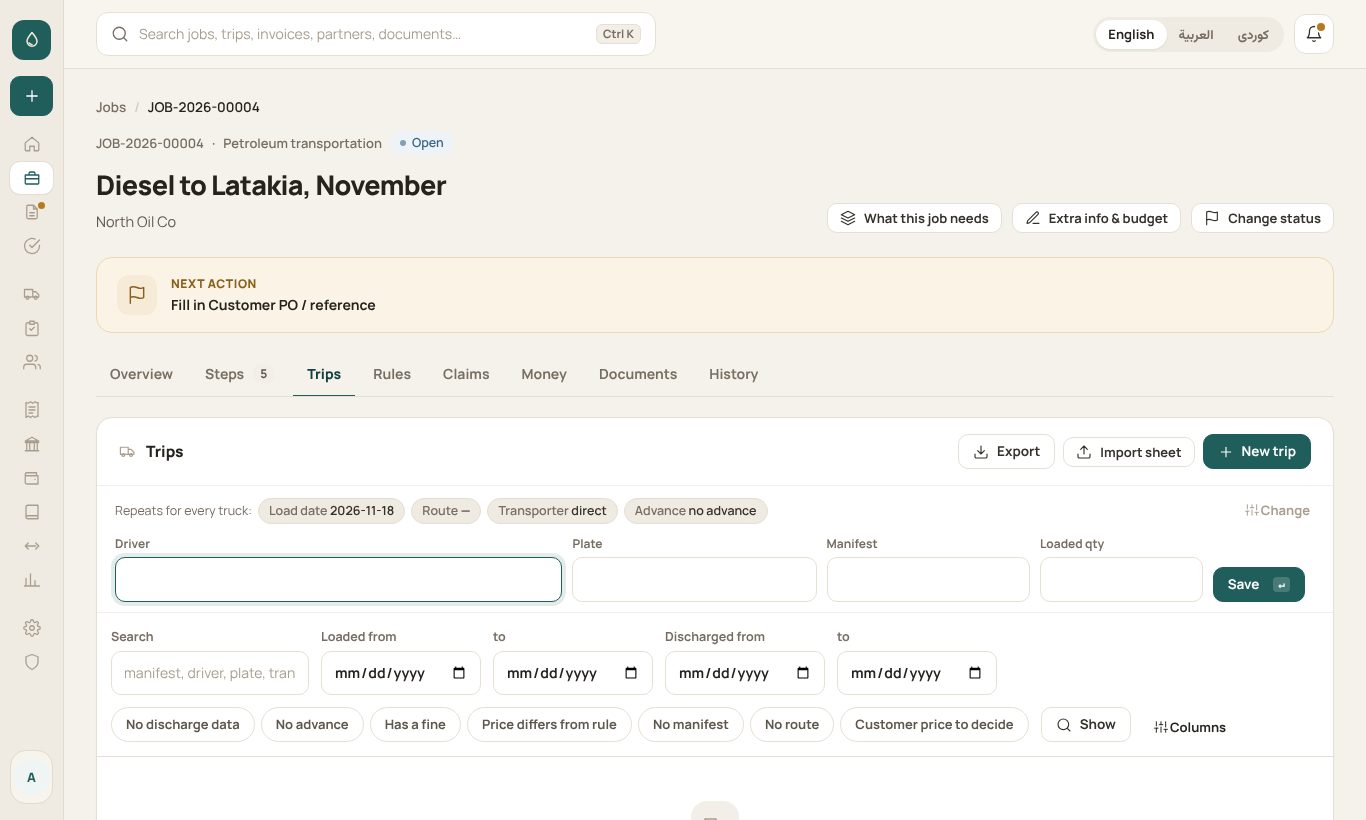 Search jobs, trips, invoices, partners, documents... Ctrl K
English العربية کوردی
Jobs / JOB-2026-00004
JOB-2026-00004 · Petroleum transportation Open
Diesel to Latakia, November
North Oil Co
What this job needs Extra info & budget Change status
NEXT ACTION
Fill in Customer PO / reference
Overview Steps 5 Trips Rules Claims Money Documents History
Trips
Export Import sheet New trip
Repeats for every truck: Load date 2026-11-18 Route — Transporter direct Advance no advance Change
Driver Plate Manifest Loaded qty
Save ↵
Search Loaded from to Discharged from to
manifest, driver, plate, tran mm/dd/yyyy mm/dd/yyyy mm/dd/yyyy mm/dd/yyyy
No discharge data No advance Has a fine Price differs from rule No manifest No route Customer price to decide Show Columns
A